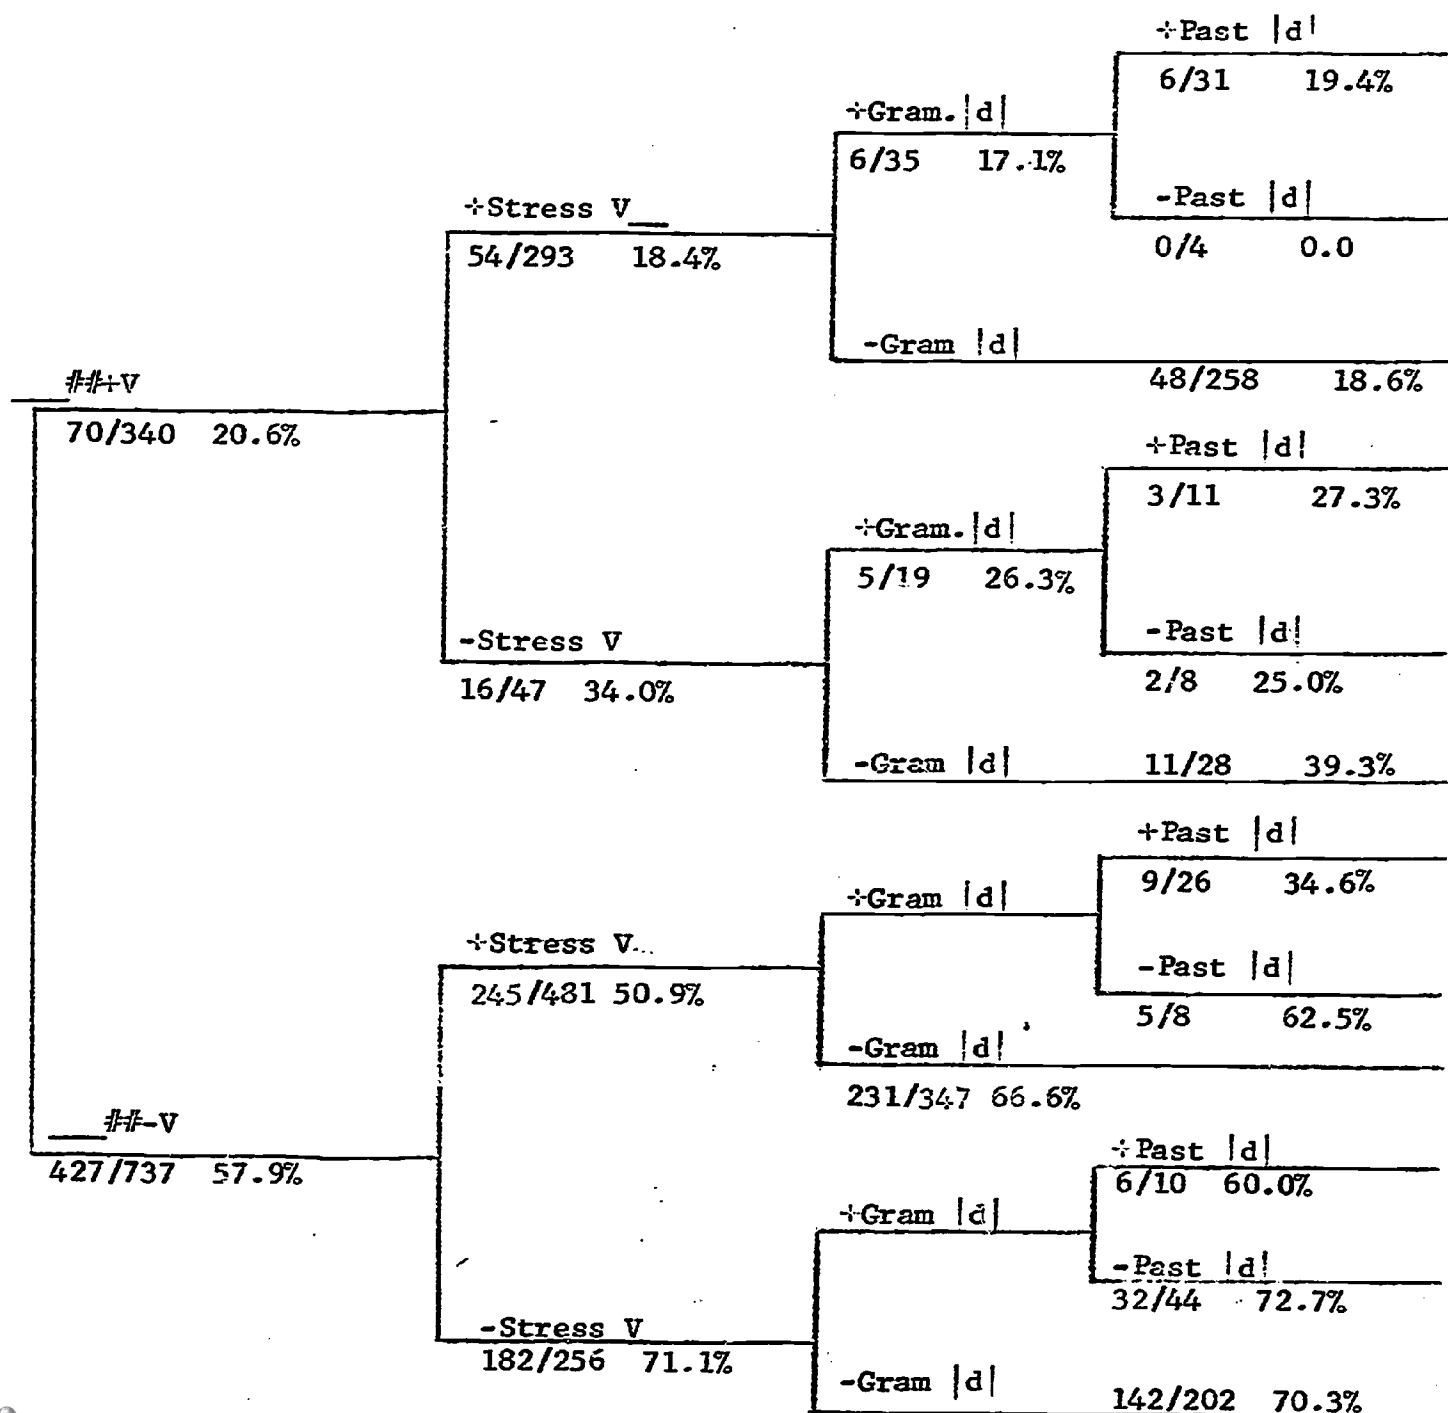 +Past |d|
6/31 19.4%
+Gram. |d|
6/35 17.1%
-Past |d|
0/4 0.0
+Stress V__
54/293 18.4%
-Gram |d|
48/258 18.6%
__##+V
70/340 20.6%
+Past |d|
3/11 27.3%
+Gram. |d|
5/19 26.3%
-Past |d|
2/8 25.0%
-Stress V
16/47 34.0%
-Gram |d| 11/28 39.3%
+Past |d|
9/26 34.6%
+Gram |d|
-Past |d|
5/8 62.5%
+Stress V
245/481 50.9%
-Gram |d|
231/347 66.6%
__##-V
427/737 57.9%
+Past |d|
6/10 60.0%
+Gram |d|
-Past |d|
32/44 72.7%
-Stress V
182/256 71.1%
-Gram |d| 142/202 70.3%